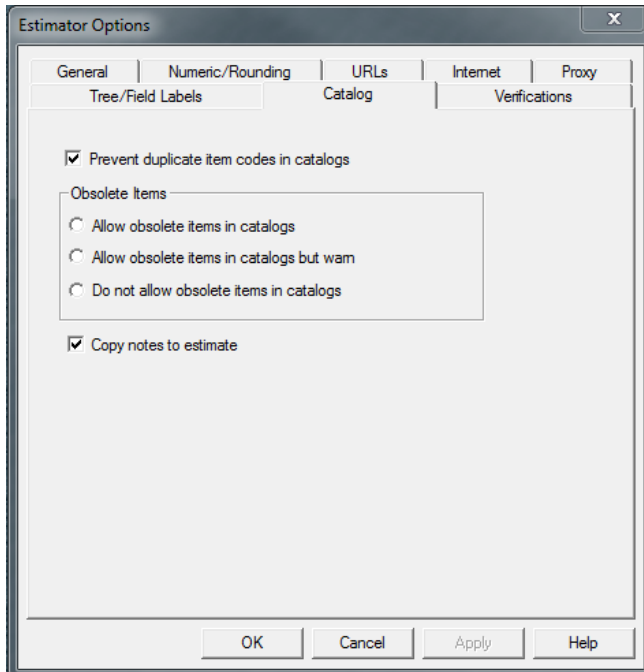 Estimator Options
x
General Numeric/Rounding URLs Internet Proxy
Tree/Field Labels Catalog Verifications
Prevent duplicate item codes in catalogs
Obsolete Items
Allow obsolete items in catalogs
Allow obsolete items in catalogs but warn
Do not allow obsolete items in catalogs
Copy notes to estimate
OK Cancel Apply Help